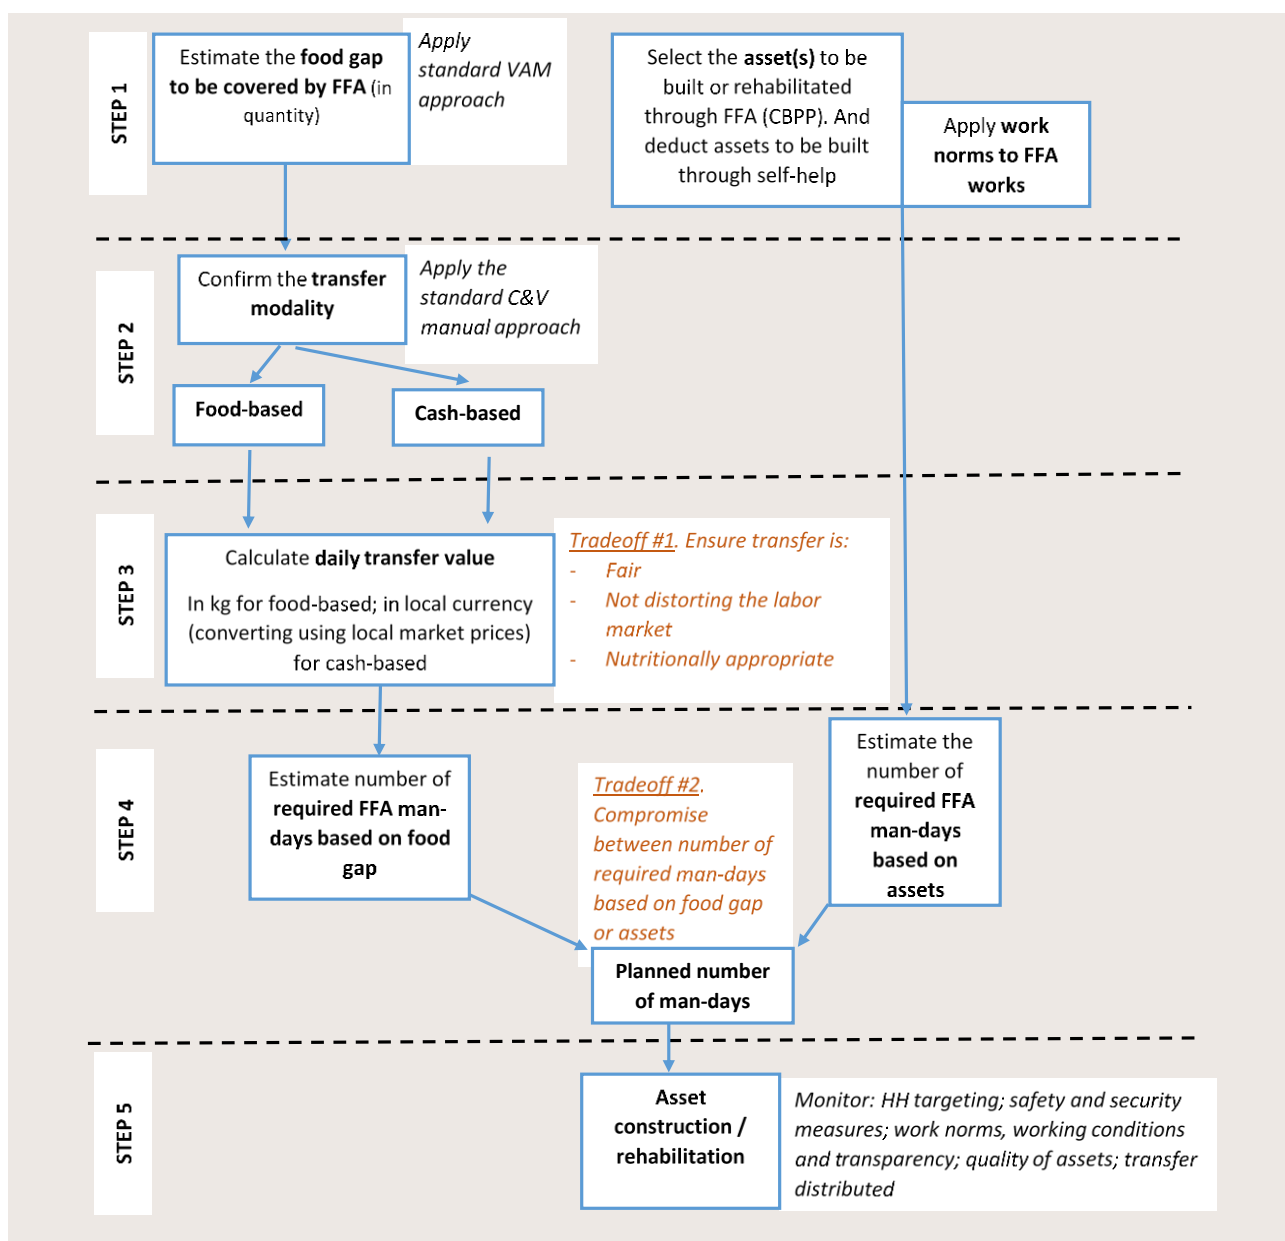 STEP 1
Estimate the food gap
to be covered by FFA (in
quantity)
Apply
standard VAM
approach
Select the asset(s) to be
built or rehabilitated
through FFA (CBPP). And
deduct assets to be built
through self-help
Apply work
norms to FFA
works
STEP 2
Confirm the transfer
modality
Apply the
standard C&V
manual approach
Food-based
Cash-based
STEP 3
Calculate daily transfer value
In kg for food-based; in local currency
(converting using local market prices)
for cash-based
Tradeoff #1. Ensure transfer is:
- Fair
- Not distorting the labor
market
- Nutritionally appropriate
STEP 4
Estimate number of
required FFA man-
days based on food
gap
Tradeoff #2.
Compromise
between number of
required man-days
based on food gap
or assets
Estimate the
number of
required FFA
man-days
based on
assets
Planned number
of man-days
STEP 5
Asset
construction /
rehabilitation
Monitor: HH targeting; safety and security
measures; work norms, working conditions
and transparency; quality of assets; transfer
distributed